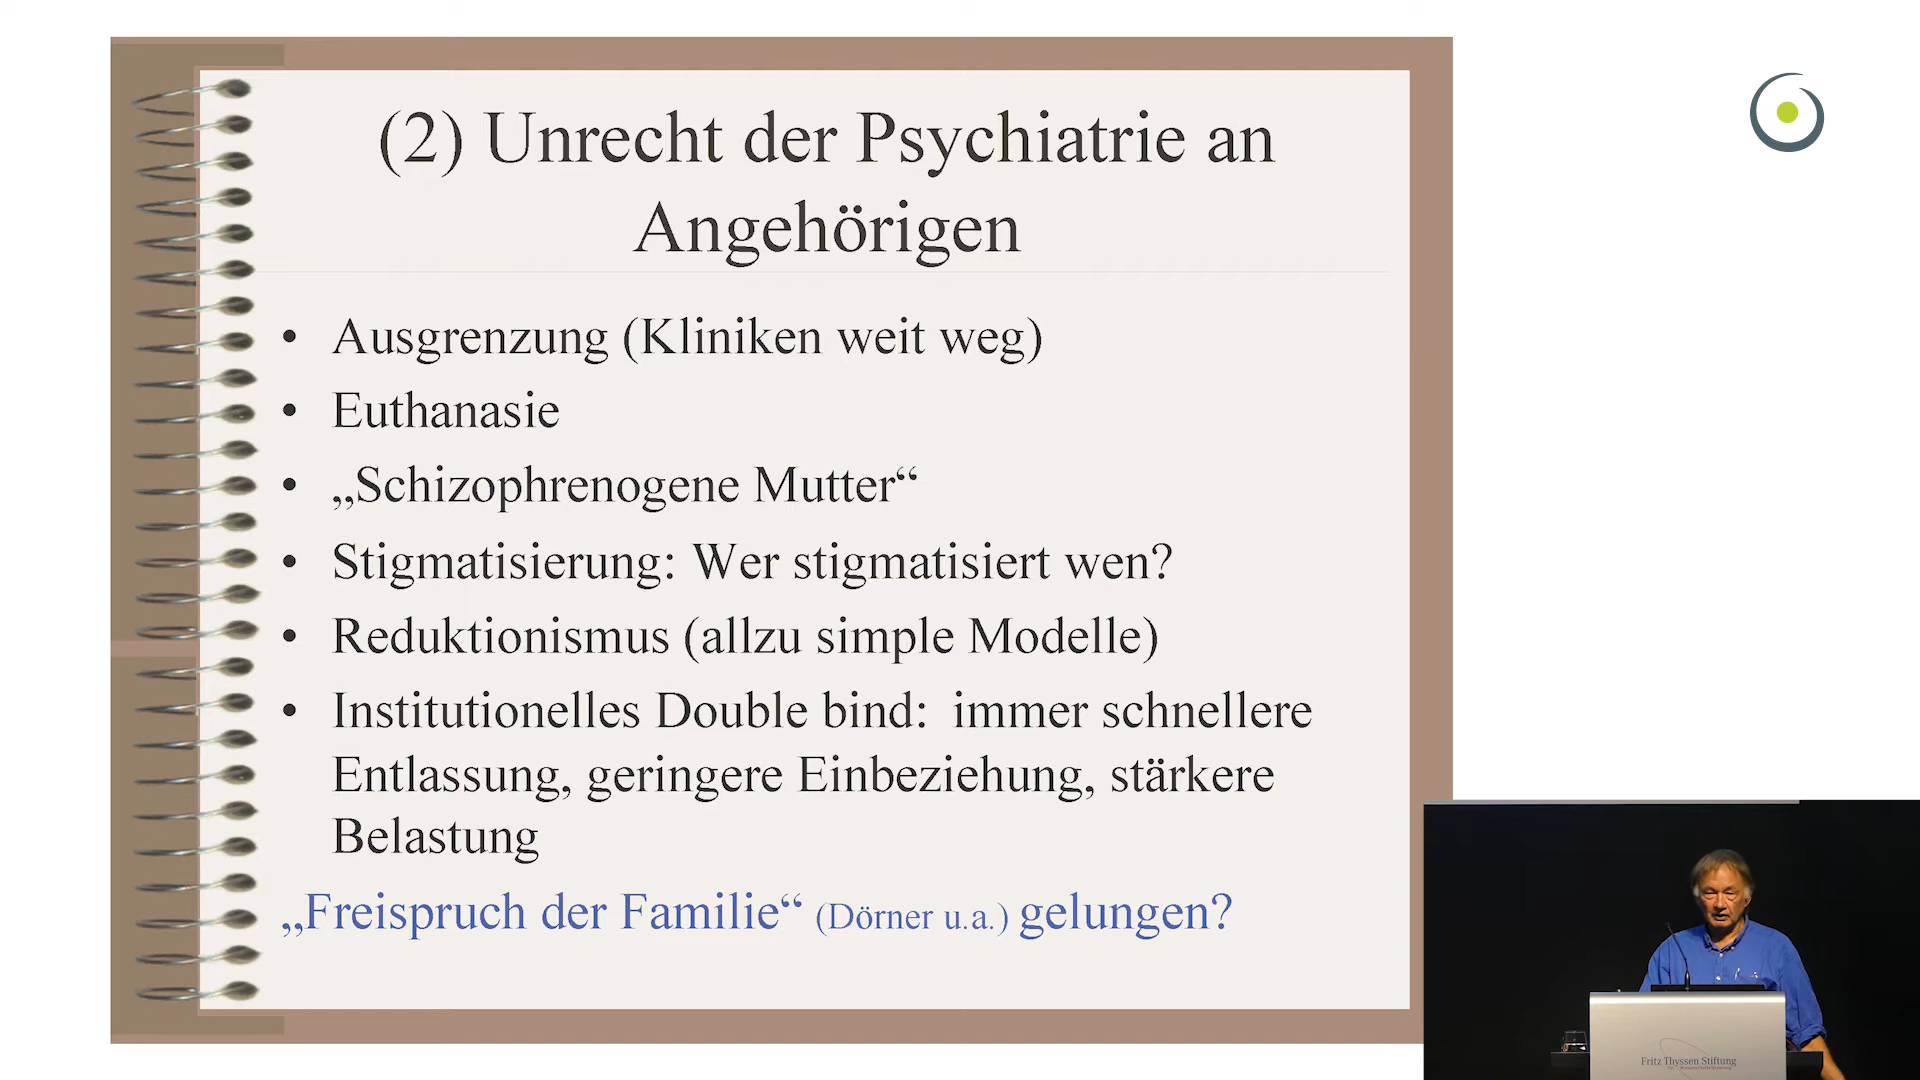 (2) Unrecht der Psychiatrie an
Angehörigen
• Ausgrenzung (Kliniken weit weg)
• Euthanasie
• „Schizophrenogene Mutter“
• Stigmatisierung: Wer stigmatisiert wen?
• Reduktionismus (allzu simple Modelle)
• Institutionelles Double bind: immer schnellere
Entlassung, geringere Einbeziehung, stärkere
Belastung
„Freispruch der Familie“ (Dörner u.a.) gelungen?
Fritz Thyssen Stiftung